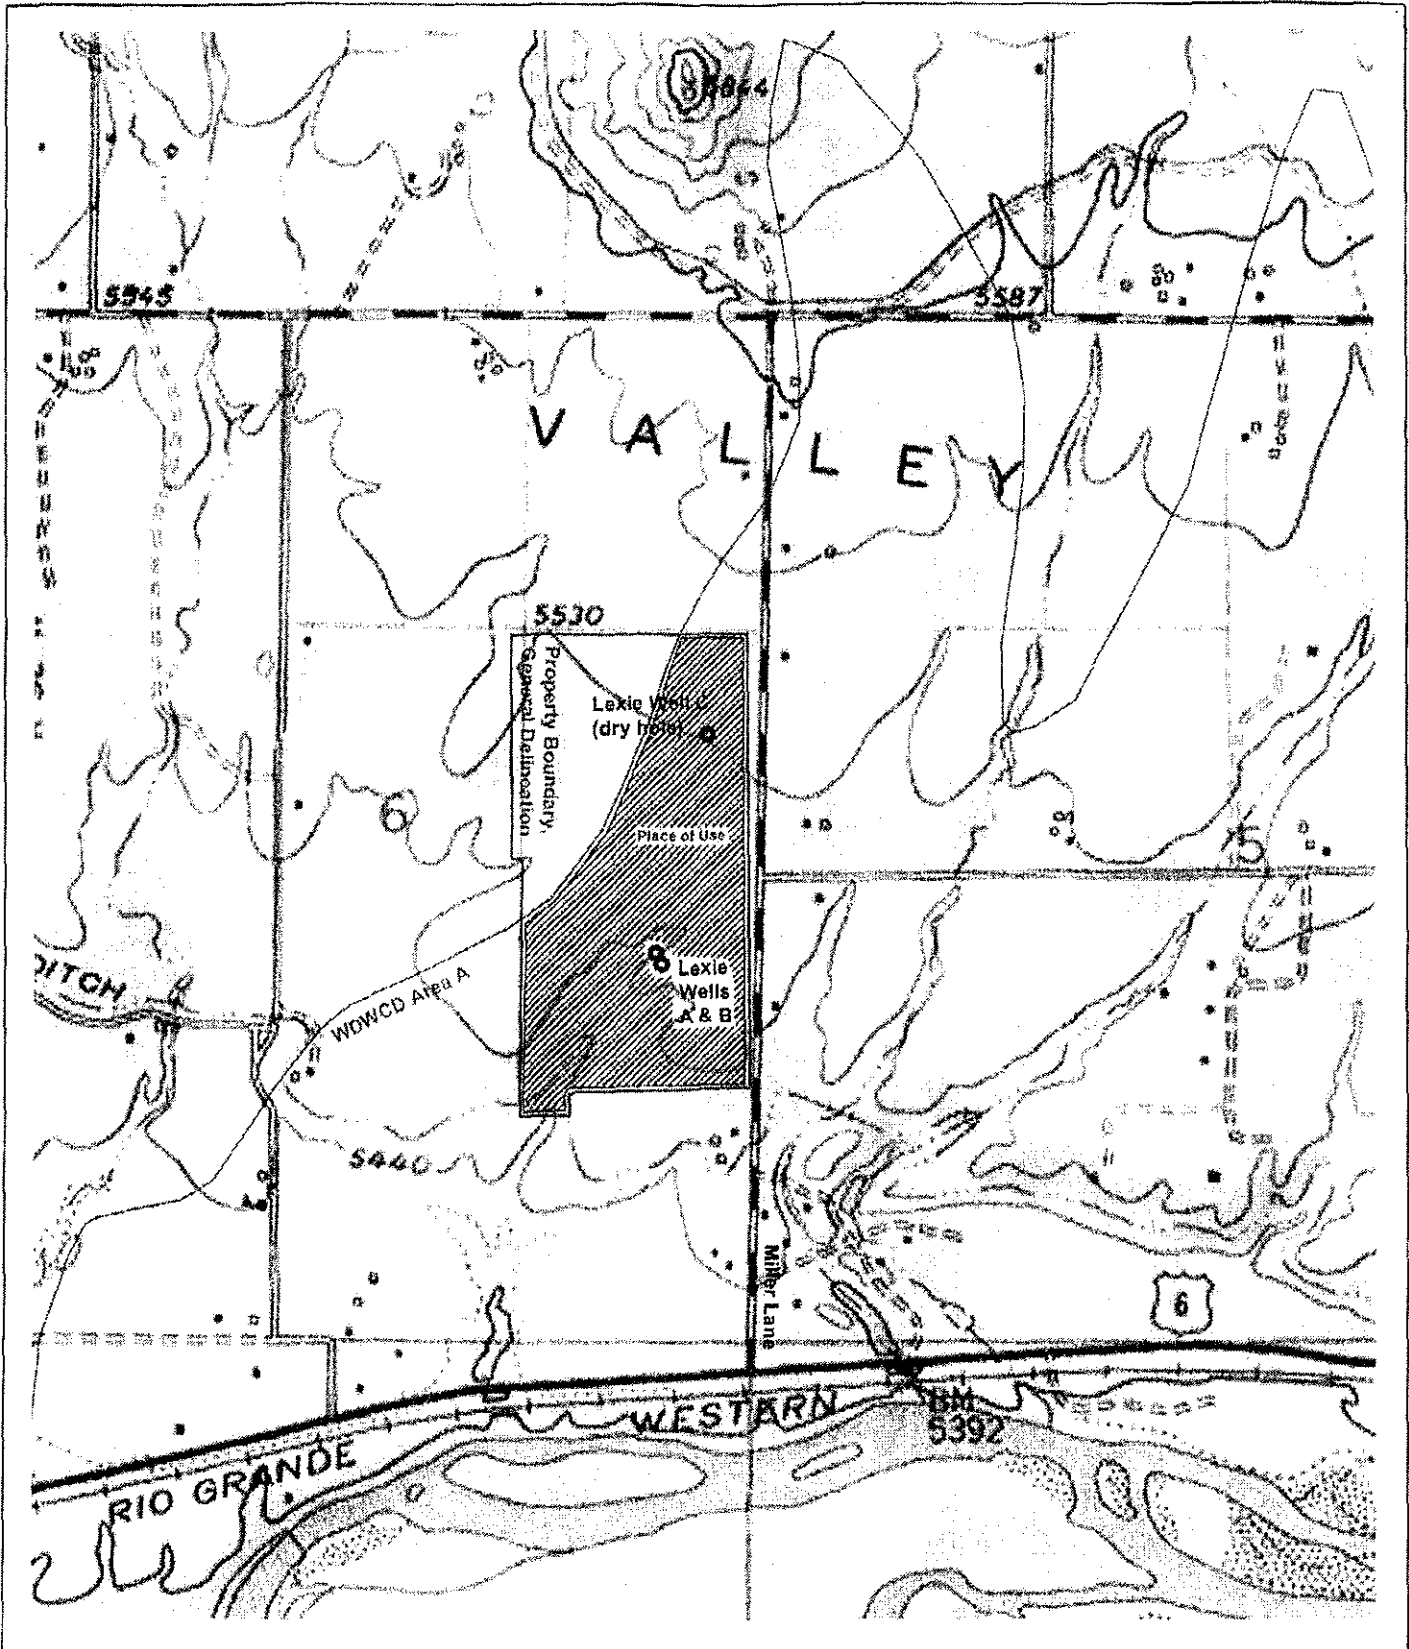 5944
5545
5587
V A L L E Y
5530
Property Boundary,
General Delineation
Lexie Well C
(dry hole)
6
Place of Use
5
DITCH
WDWCD Area A
Lexie
Wells
A & B
5440
Miller Lane
6
RIO GRANDE
WESTERN
BM
5392